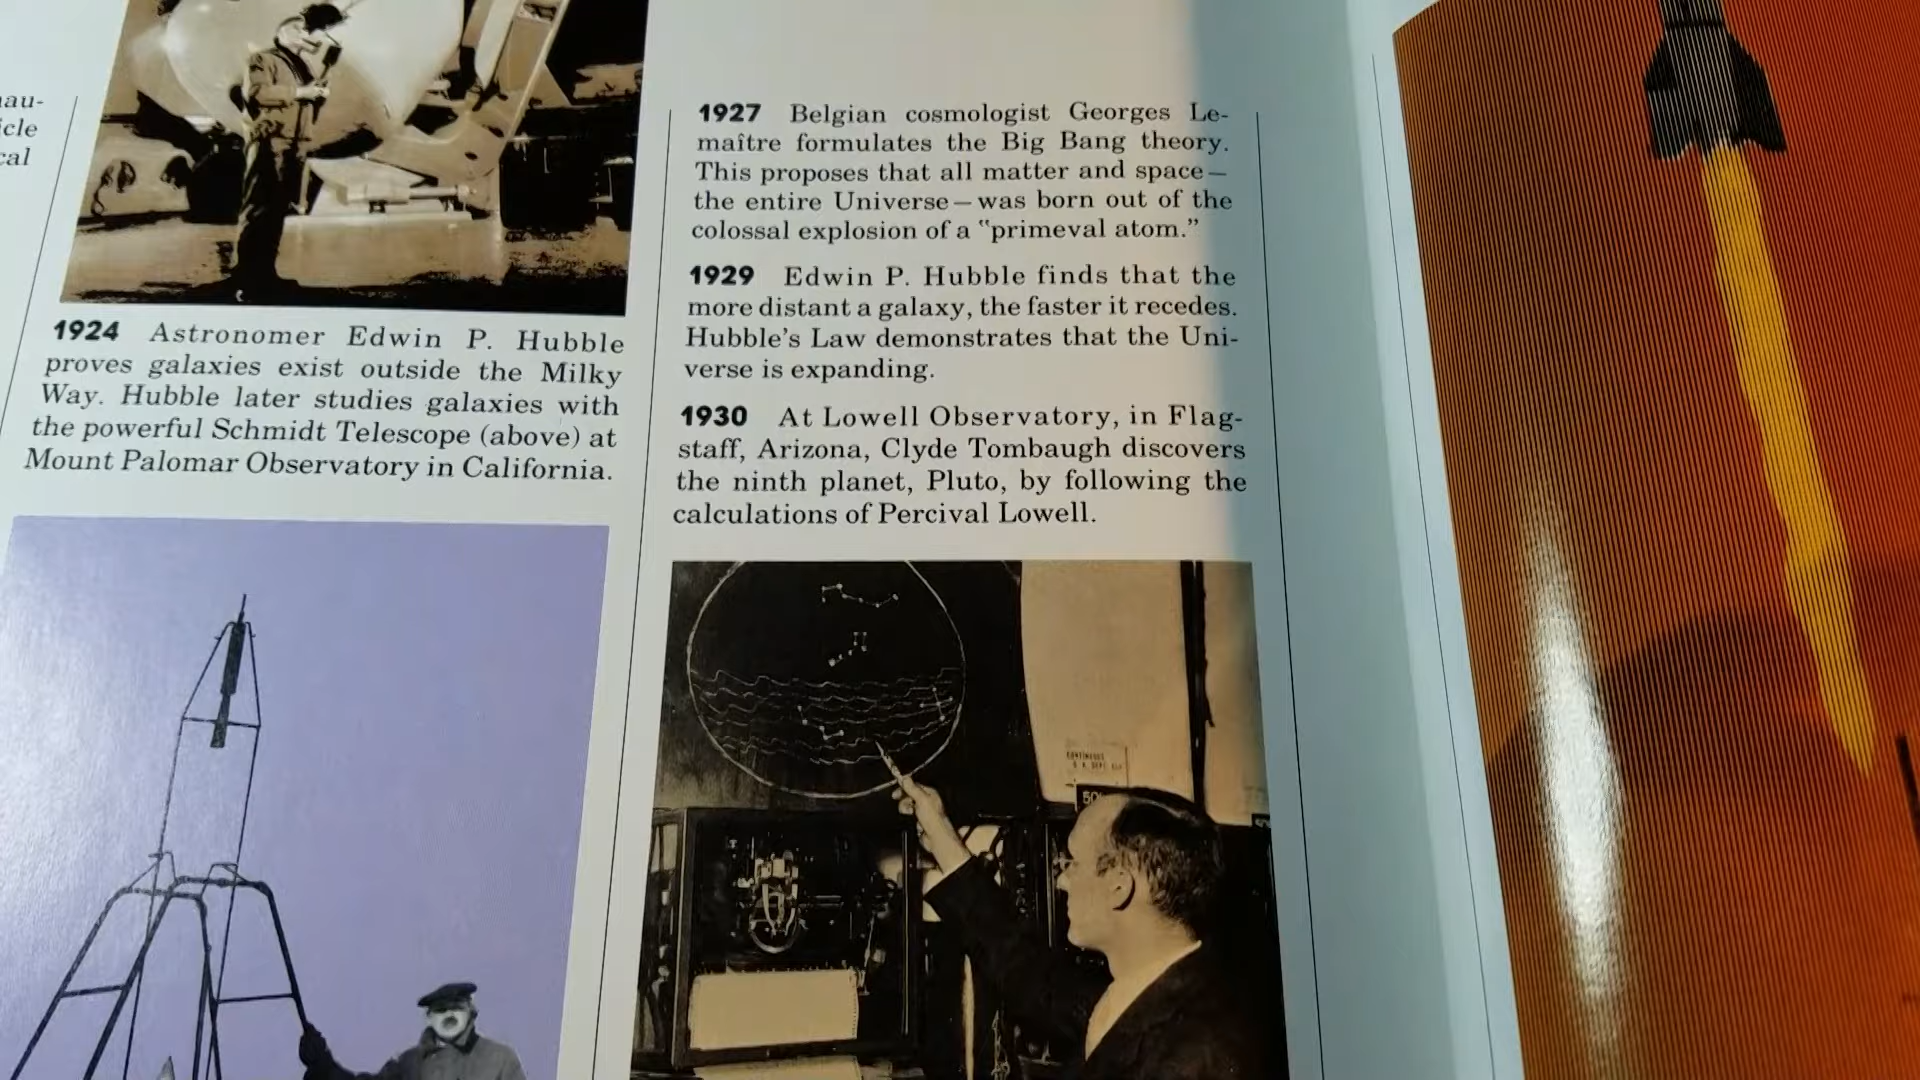 nau-
icle
cal
1924 Astronomer Edwin P. Hubble
proves galaxies exist outside the Milky
Way. Hubble later studies galaxies with
the powerful Schmidt Telescope (above) at
Mount Palomar Observatory in California.
1927 Belgian cosmologist Georges Le-
maître formulates the Big Bang theory.
This proposes that all matter and space—
the entire Universe—was born out of the
colossal explosion of a "primeval atom."
1929 Edwin P. Hubble finds that the
more distant a galaxy, the faster it recedes.
Hubble's Law demonstrates that the Uni-
verse is expanding.
1930 At Lowell Observatory, in Flag-
staff, Arizona, Clyde Tombaugh discovers
the ninth planet, Pluto, by following the
calculations of Percival Lowell.
CONTINUOUS
50